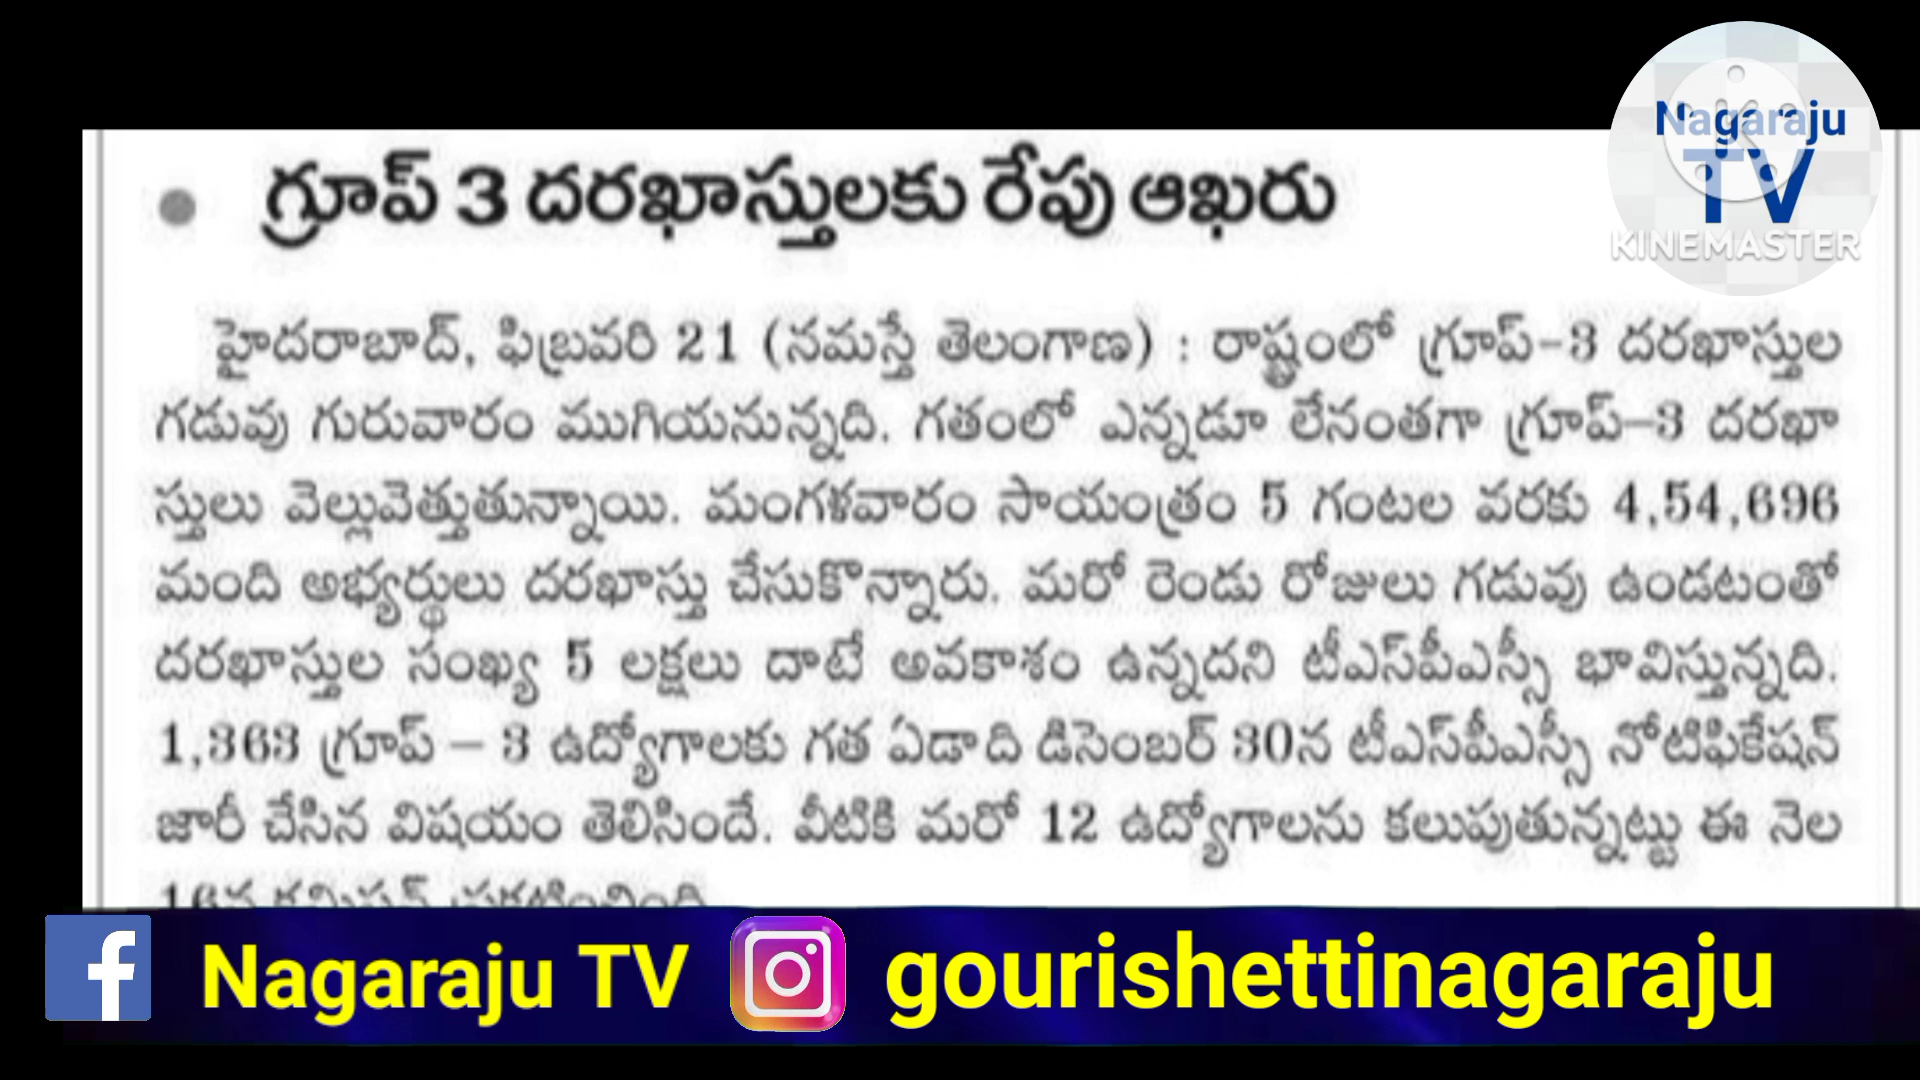 Nagaraju
TV
KINEMASTER
గ్రూప్ 3 దరఖాస్తులకు రేపు ఆఖరు
హైదరాబాద్, ఫిబ్రవరి 21 (నమస్తే తెలంగాణ) : రాష్ట్రంలో గ్రూప్-3 దరఖాస్తుల
గడువు గురువారం ముగియనున్నది. గతంలో ఎన్నడూ లేనంతగా గ్రూప్-3 దరఖా
స్తులు వెల్లువెత్తుతున్నాయి. మంగళవారం సాయంత్రం 5 గంటల వరకు 4,54,696
మంది అభ్యర్థులు దరఖాస్తు చేసుకొన్నారు. మరో రెండు రోజులు గడువు ఉండటంతో
దరఖాస్తుల సంఖ్య 5 లక్షలు దాటే అవకాశం ఉన్నదని టీఎస్‌పీఎస్సీ భావిస్తున్నది.
1,363 గ్రూప్ – 3 ఉద్యోగాలకు గత ఏడాది డిసెంబర్ 30న టీఎస్‌పీఎస్సీ నోటిఫికేషన్
జారీ చేసిన విషయం తెలిసిందే. వీటికి మరో 12 ఉద్యోగాలను కలుపుతున్నట్టు ఈ నెల
Nagaraju TV gourishettinagaraju